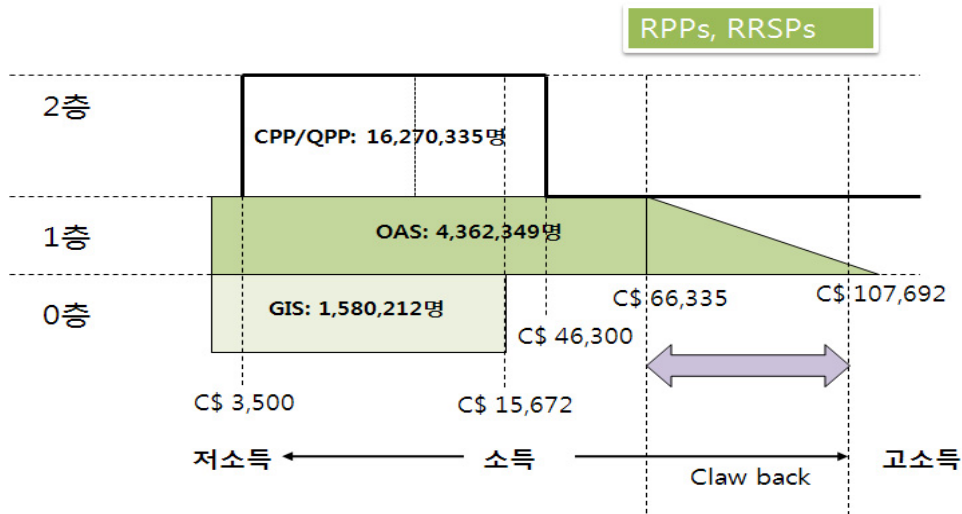 RPPs, RRSPs
2층
CPP/QPP: 16,270,335명
1층
OAS: 4,362,349명
0층
GIS: 1,580,212명
C$ 66,335
C$ 107,692
C$ 46,300
C$ 3,500
C$ 15,672
저소득
소득
고소득
Claw back